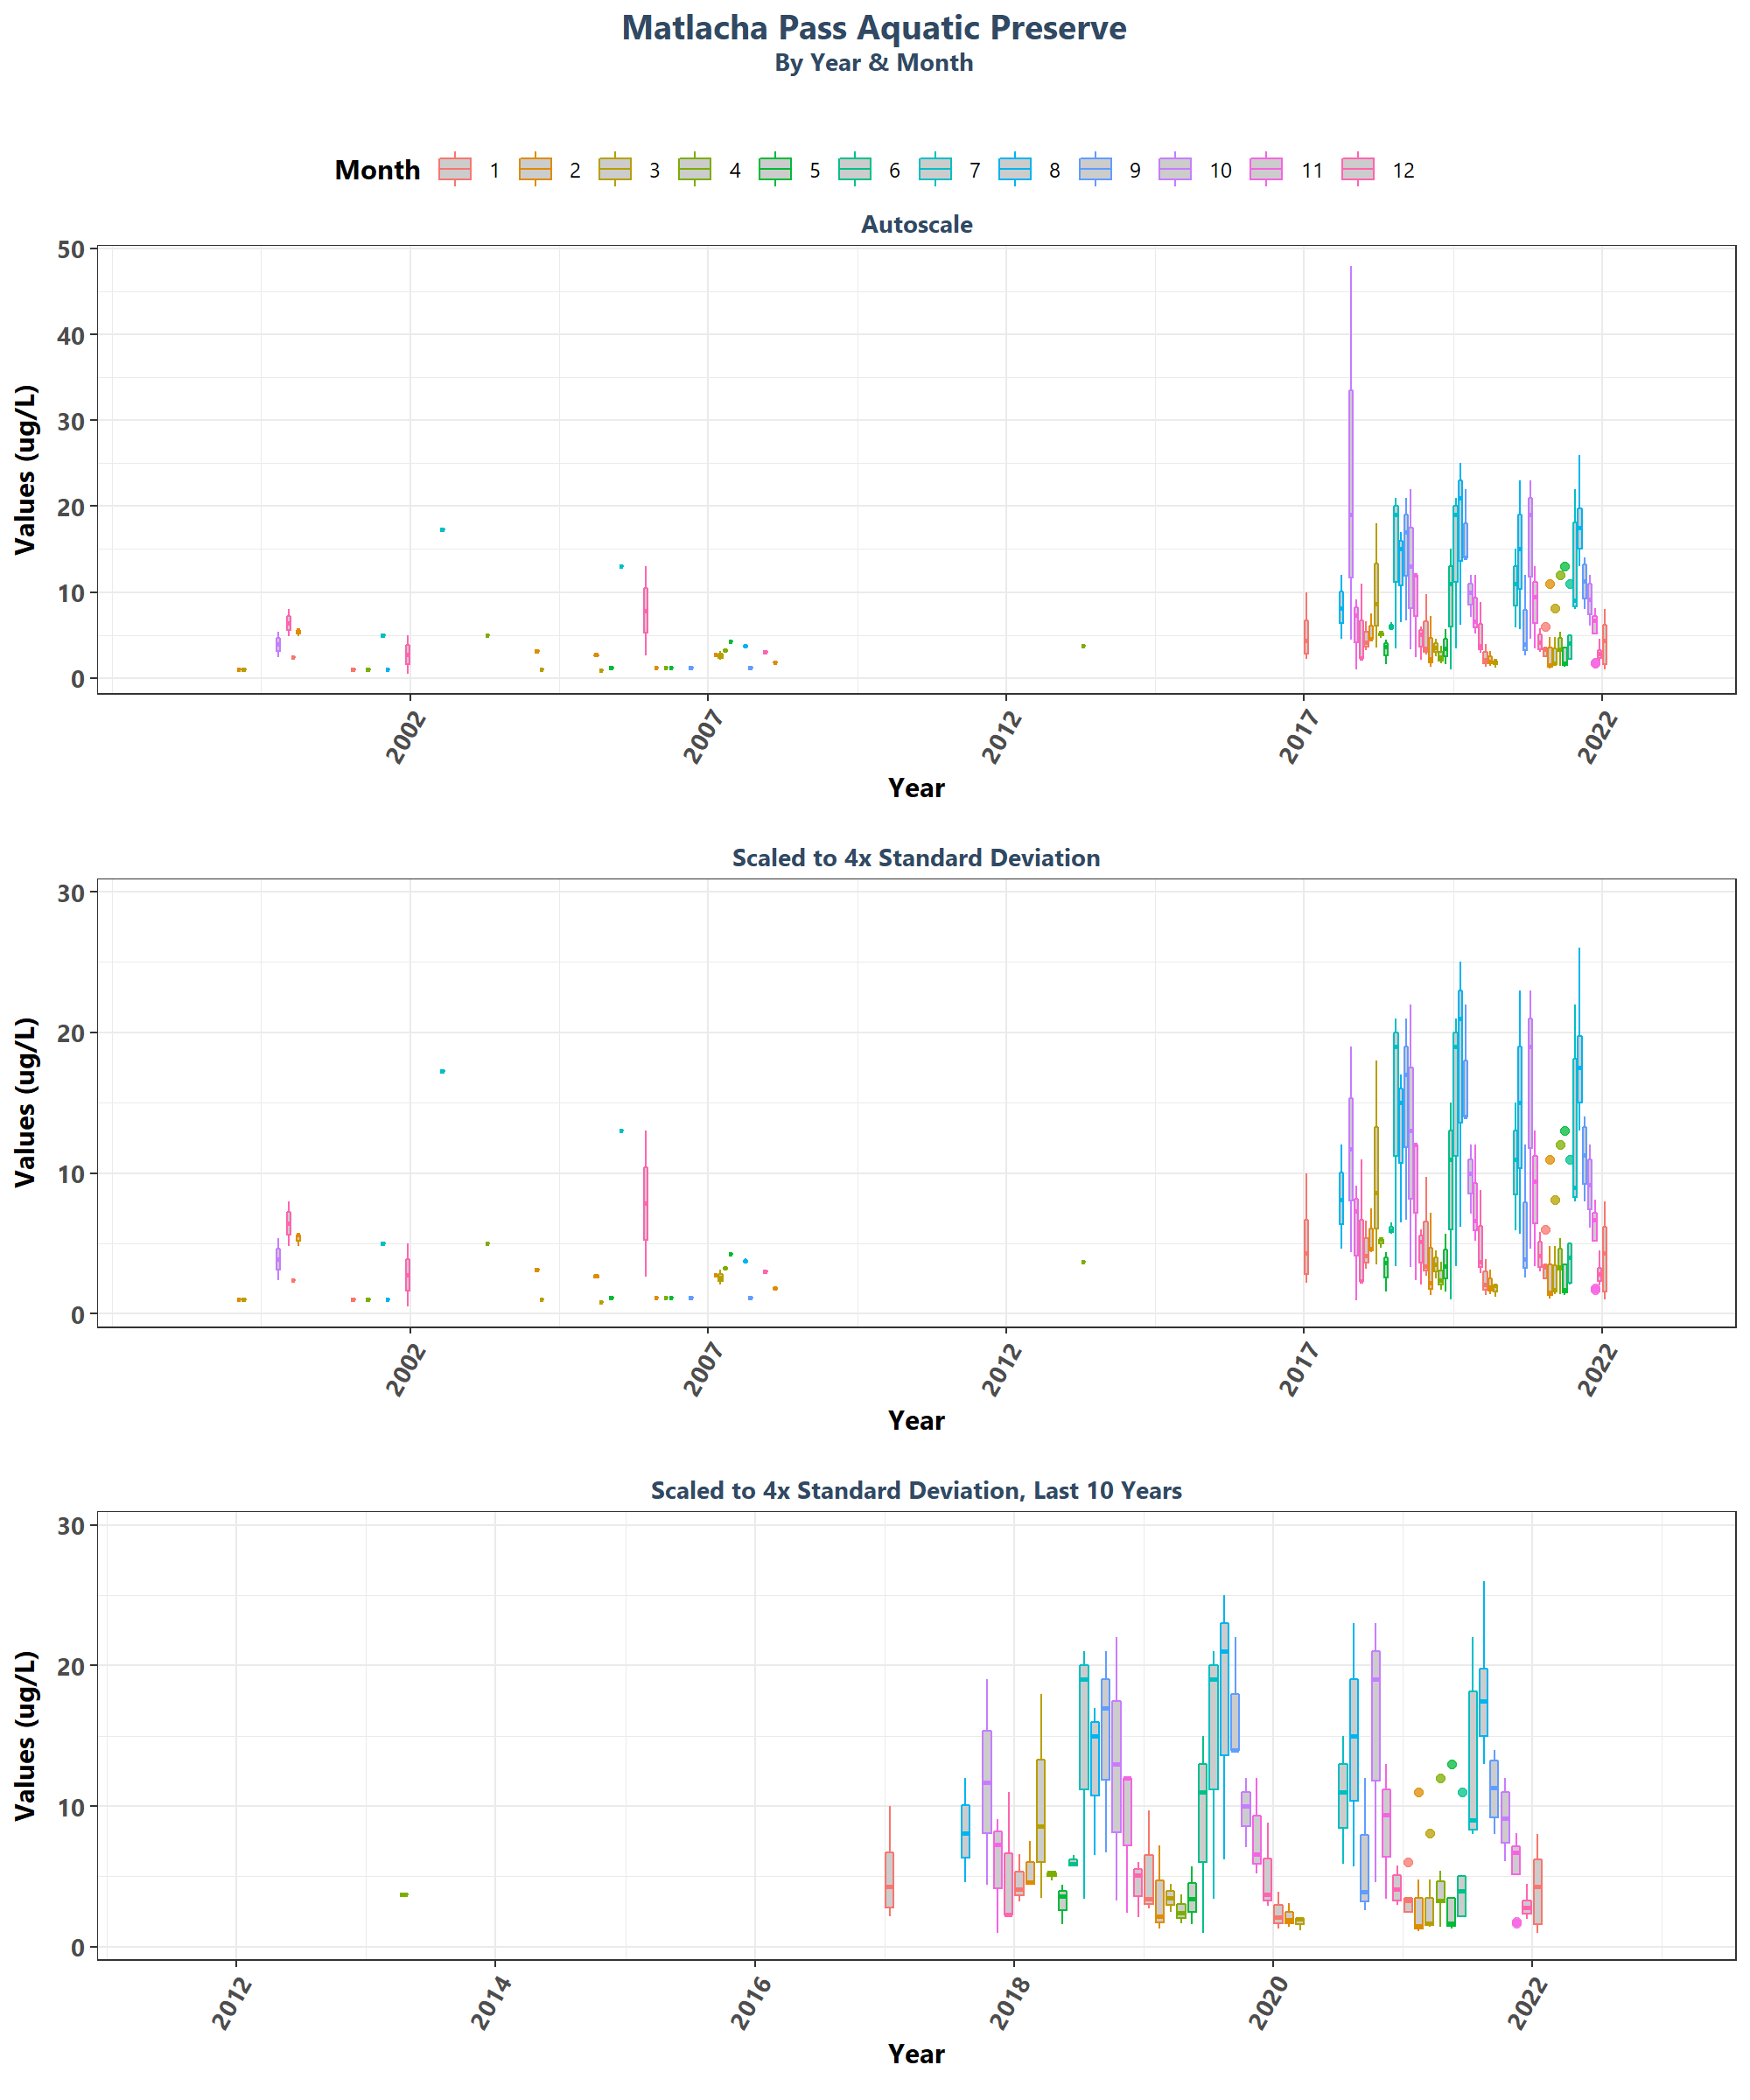 Matlacha Pass Aquatic Preserve
By Year & Month
Month 1 2 3 4 5 6 7 8 9 10 11 12
Autoscale
50
40
30
20
10
0
Values (ug/L)
2002 2007 2012 2017 2022
Year
Scaled to 4x Standard Deviation
30
20
10
0
Values (ug/L)
2002 2007 2012 2017 2022
Year
Scaled to 4x Standard Deviation, Last 10 Years
30
20
10
0
Values (ug/L)
2012 2014 2016 2018 2020 2022
Year